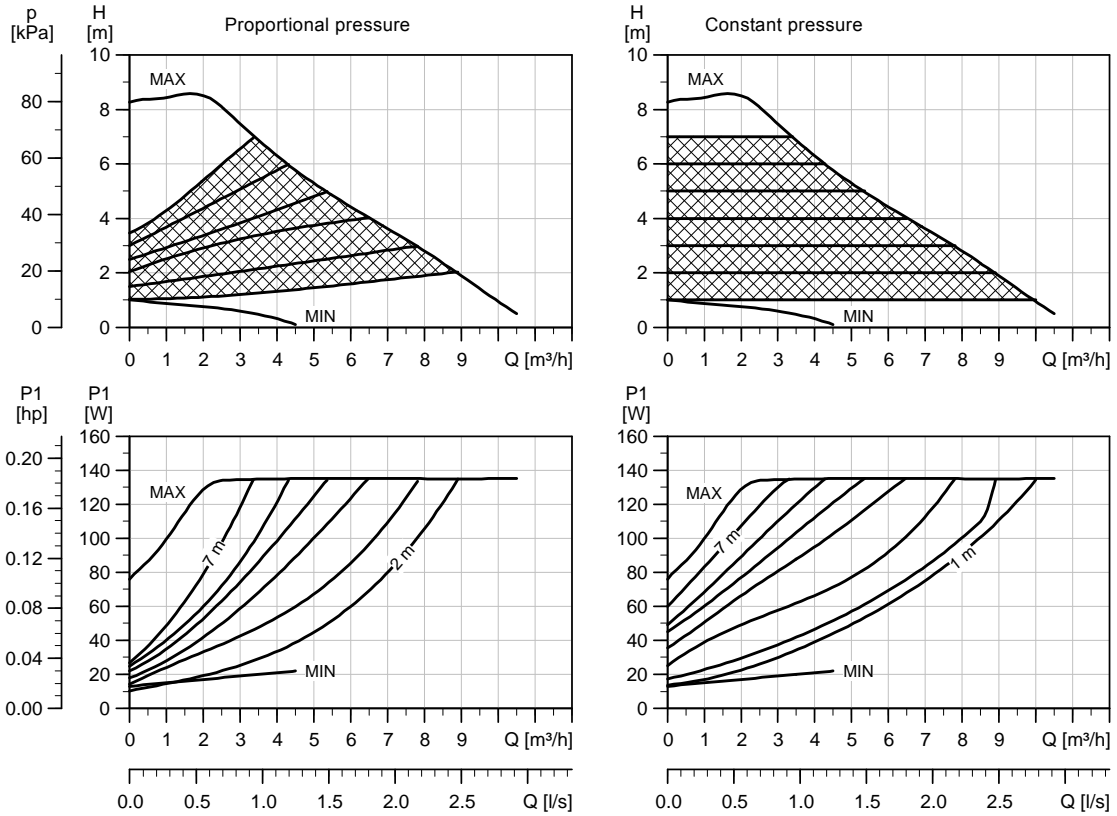 p [kPa]
H [m]
Proportional pressure
10
8
6
4
2
0
80
60
40
20
0
MAX
MIN
0 1 2 3 4 5 6 7 8 9 Q [m³/h]
H [m]
Constant pressure
10
8
6
4
2
0
MAX
MIN
0 1 2 3 4 5 6 7 8 9 Q [m³/h]
P1 [hp]
P1 [W]
160
140
120
100
80
60
40
20
0
0.20
0.16
0.12
0.08
0.04
0.00
MAX
7 m
2 m
MIN
0 1 2 3 4 5 6 7 8 9 Q [m³/h]
0.0 0.5 1.0 1.5 2.0 2.5 Q [l/s]
P1 [W]
160
140
120
100
80
60
40
20
0
MAX
7 m
1 m
MIN
0 1 2 3 4 5 6 7 8 9 Q [m³/h]
0.0 0.5 1.0 1.5 2.0 2.5 Q [l/s]